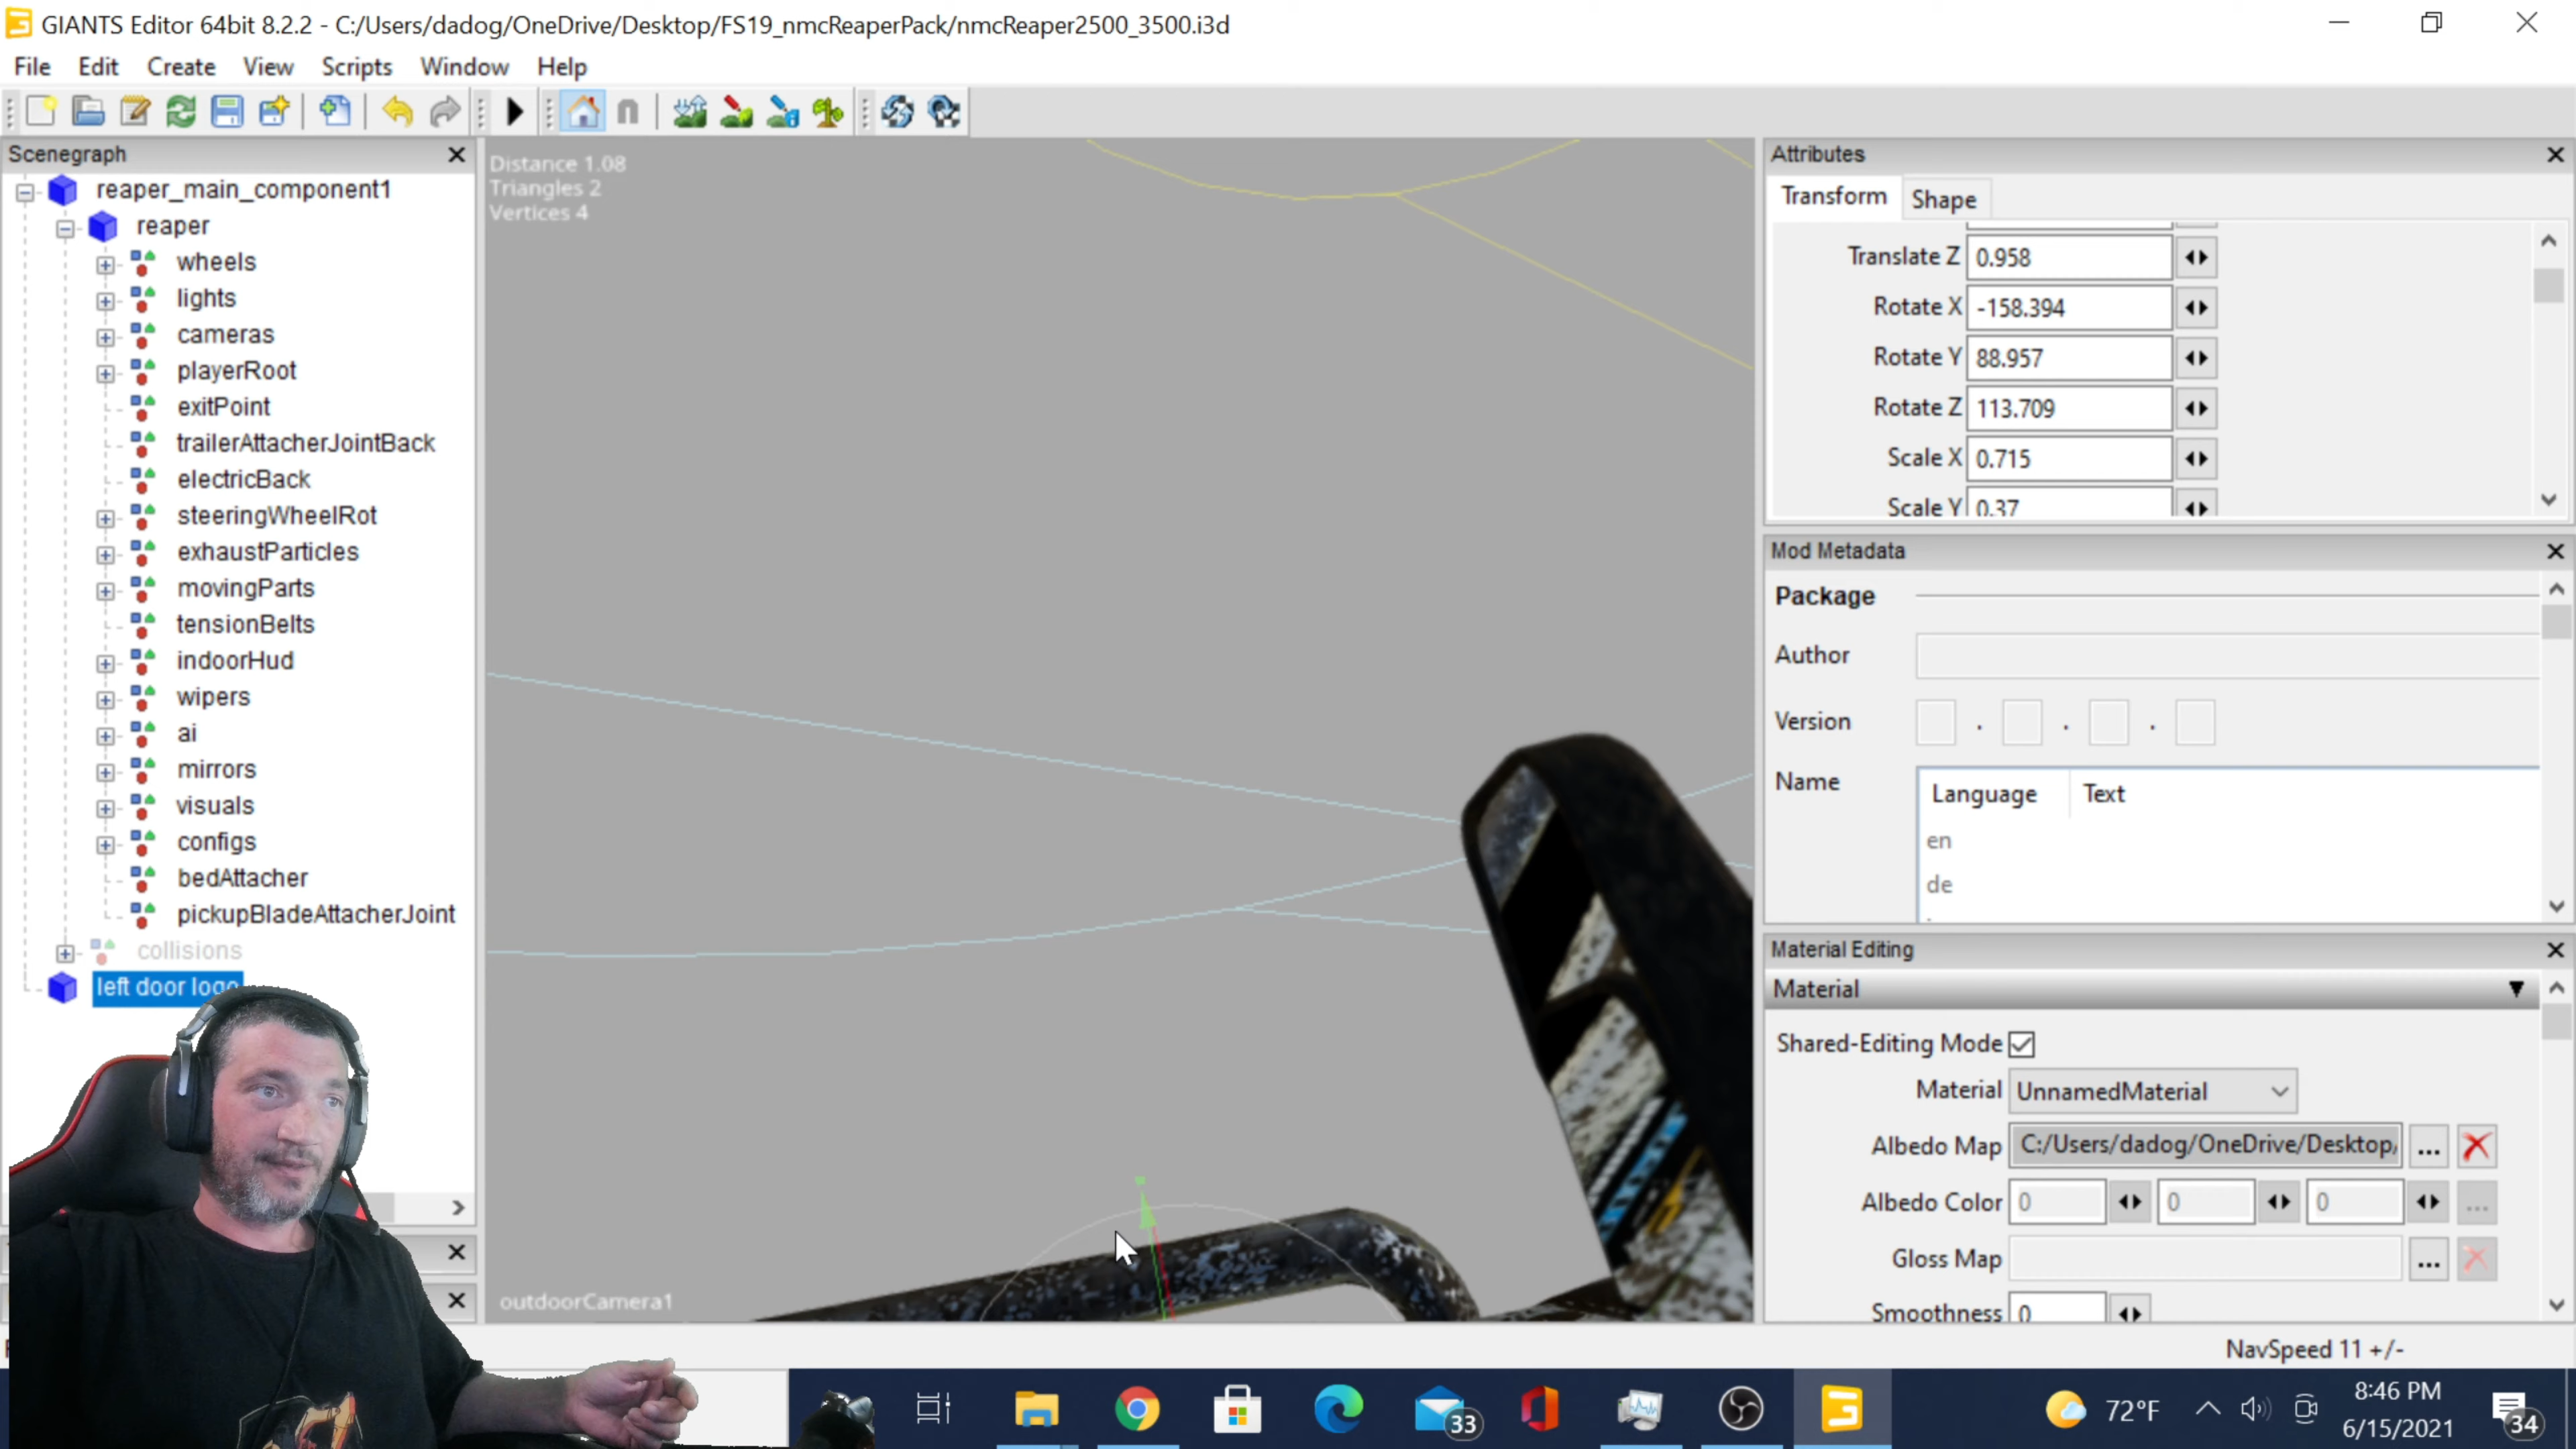 GIANTS Editor 64bit 8.2.2 - C:/Users/dadog/OneDrive/Desktop/FS19_nmcReaperPack/nmcReaper2500_3500.i3d
File Edit Create View Scripts Window Help
Scenegraph
reaper_main_component1
reaper
wheels
lights
cameras
playerRoot
exitPoint
trailerAttacherJointBack
electricBack
steeringWheelRot
exhaustParticles
movingParts
tensionBelts
indoorHud
wipers
ai
mirrors
visuals
configs
bedAttacher
pickupBladeAttacherJoint
collisions
left door logo
Distance 1.08
Triangles 2
Vertices 4
outdoorCamera1
Attributes
Transform Shape
Translate Z 0.958
Rotate X -158.394
Rotate Y 88.957
Rotate Z 113.709
Scale X 0.715
Scale Y 0.37
Mod Metadata
Package
Author
Version . . .
Name Language Text
en
de
Material Editing
Material
Shared-Editing Mode
Material UnnamedMaterial
Albedo Map C:/Users/dadog/OneDrive/Desktop/ ...
Albedo Color 0 0 0 ...
Gloss Map ...
Smoothness 0
NavSpeed 11 +/-
33
72°F
8:46 PM
6/15/2021
34